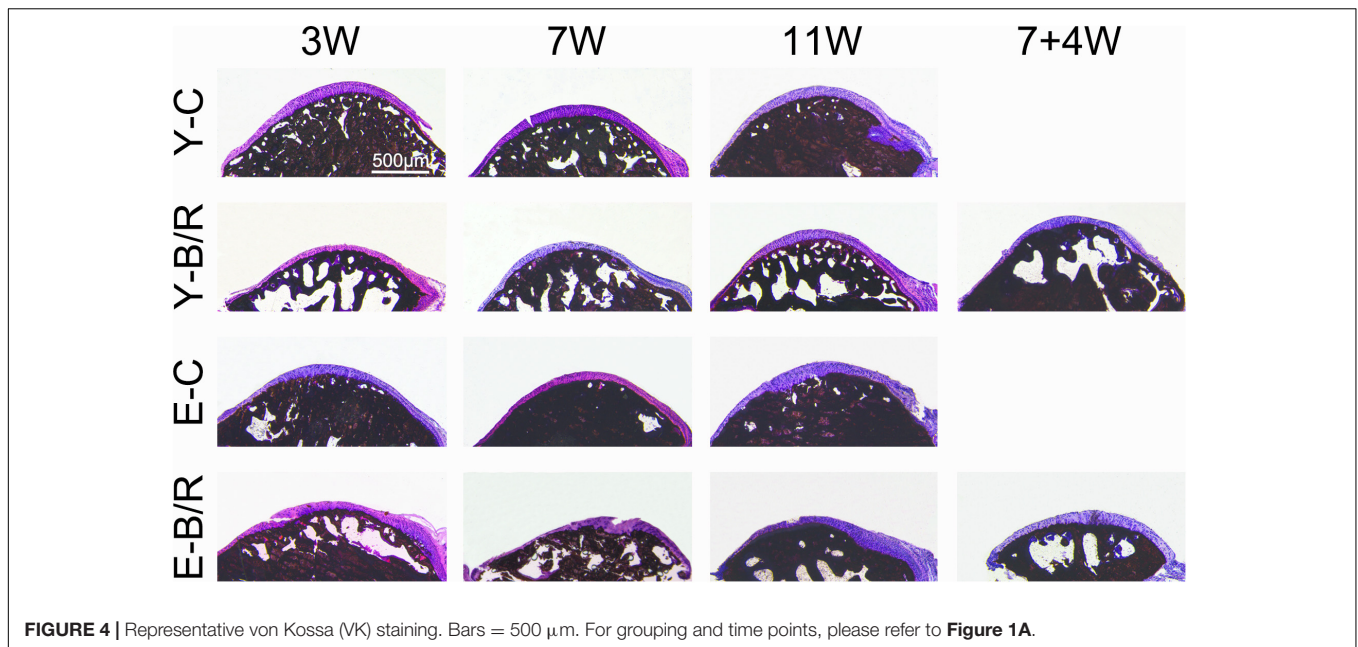 3W 7W 11W 7+4W
Y-C
500μm
Y-B/R
E-C
E-B/R
FIGURE 4 | Representative von Kossa (VK) staining. Bars = 500 μm. For grouping and time points, please refer to Figure 1A.